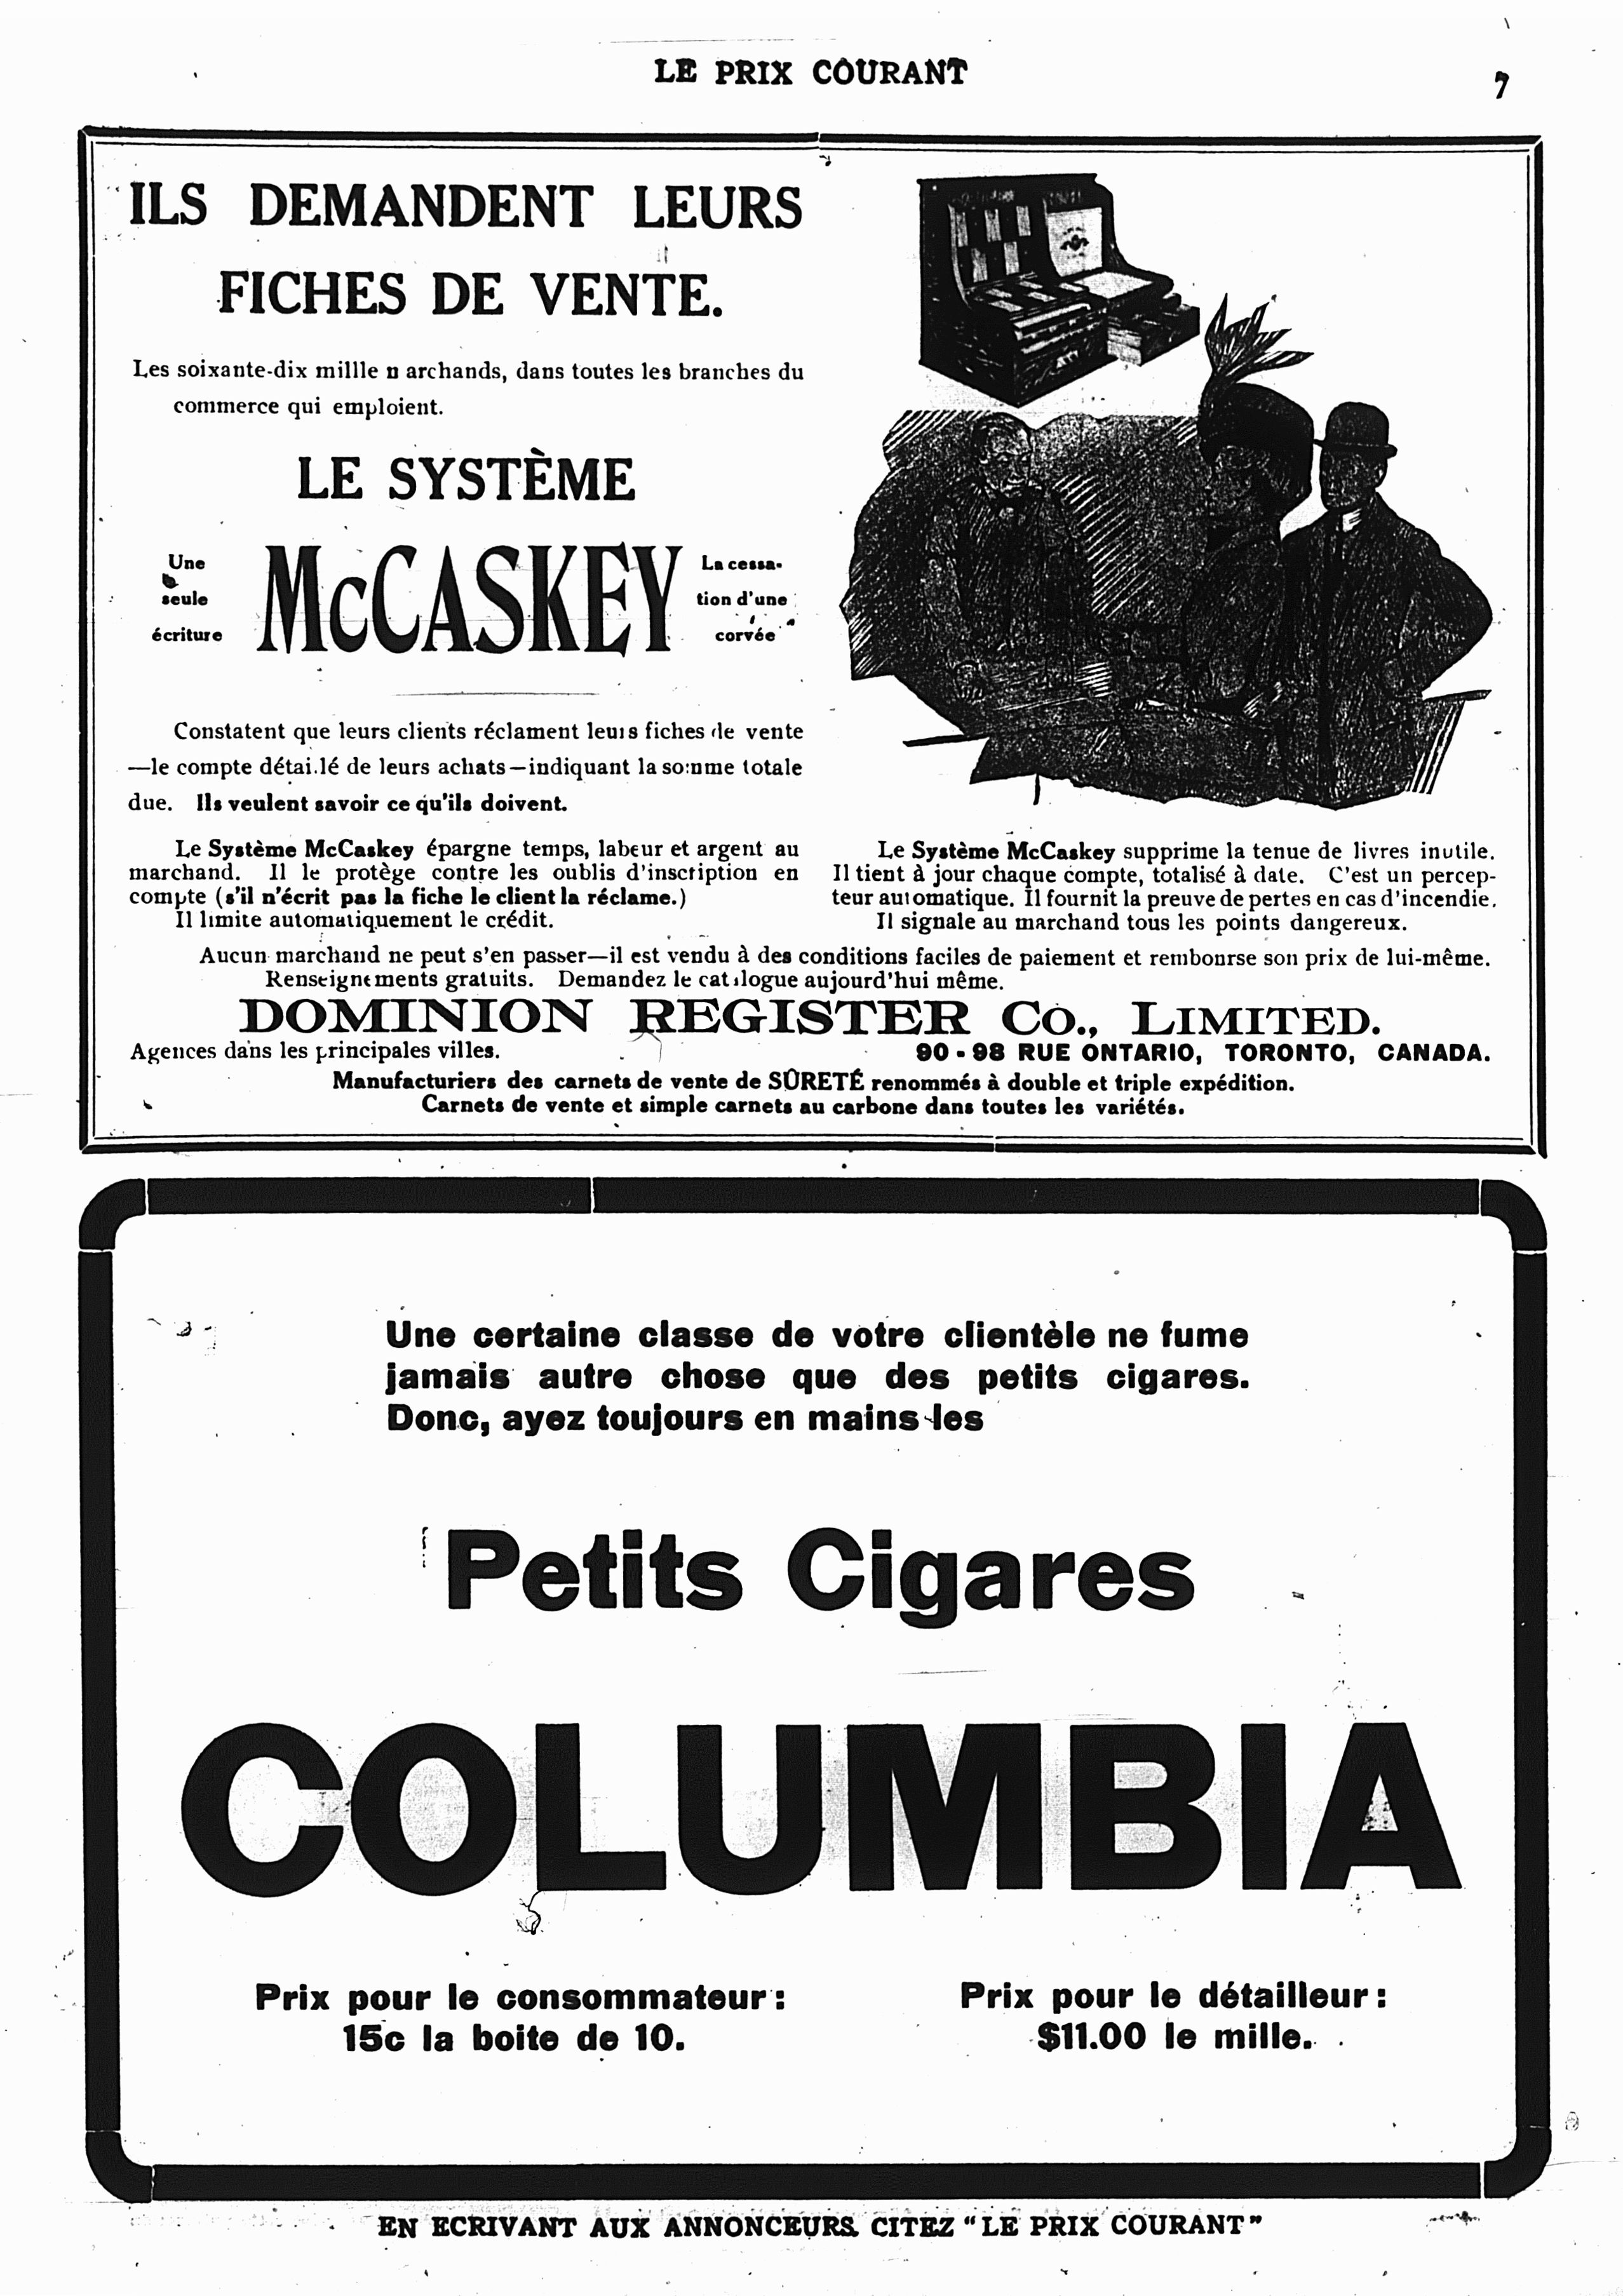 LE PRIX COURANT
7
ILS DEMANDENT LEURS
FICHES DE VENTE.
Les soixante-dix millle n archands, dans toutes les branches du
commerce qui emploient.
LE SYSTÈME
Une
seule
écriture
McCASKEY
La cessa-
tion d'une
corvée
Constatent que leurs clients réclament leurs fiches de vente
—le compte détaillé de leurs achats—indiquant la somme totale
due. Ils veulent savoir ce qu'ils doivent.
Le Système McCaskey épargne temps, labeur et argent au
marchand. Il le protège contre les oublis d'inscription en
compte (s'il n'écrit pas la fiche le client la réclame.)
Il limite automatiquement le crédit.
Le Système McCaskey supprime la tenue de livres inutile.
Il tient à jour chaque compte, totalisé à date. C'est un percep-
teur automatique. Il fournit la preuve de pertes en cas d'incendie.
Il signale au marchand tous les points dangereux.
Aucun marchand ne peut s'en passer—il est vendu à des conditions faciles de paiement et rembourse son prix de lui-même.
Renseignements gratuits. Demandez le catalogue aujourd'hui même.
DOMINION REGISTER CO., LIMITED.
Agences dans les principales villes.
90-98 RUE ONTARIO, TORONTO, CANADA.
Manufacturiers des carnets de vente de SÛRETÉ renommés à double et triple expédition.
Carnets de vente et simple carnets au carbone dans toutes les variétés.
Une certaine classe de votre clientèle ne fume
jamais autre chose que des petits cigares.
Donc, ayez toujours en mains les
Petits Cigares
COLUMBIA
Prix pour le consommateur:
15c la boite de 10.
Prix pour le détailleur:
$11.00 le mille.
EN ECRIVANT AUX ANNONCEURS. CITEZ "LE PRIX COURANT"